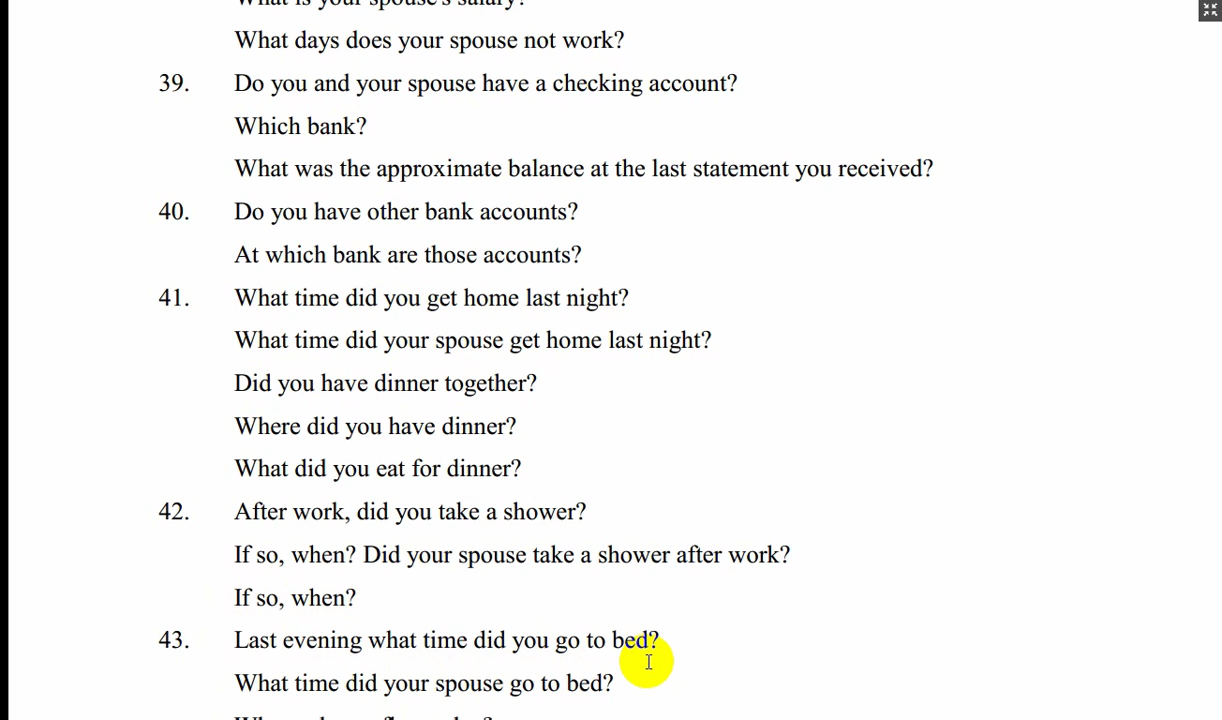 What is your spouse's salary?
What days does your spouse not work?
39. Do you and your spouse have a checking account?
Which bank?
What was the approximate balance at the last statement you received?
40. Do you have other bank accounts?
At which bank are those accounts?
41. What time did you get home last night?
What time did your spouse get home last night?
Did you have dinner together?
Where did you have dinner?
What did you eat for dinner?
42. After work, did you take a shower?
If so, when? Did your spouse take a shower after work?
If so, when?
43. Last evening what time did you go to bed?
What time did your spouse go to bed?